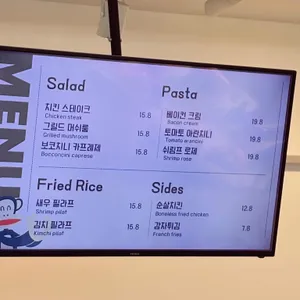 MENU
Salad
치킨 스테이크
Chicken steak 15.8
그릴드 머쉬룸
Grilled mushroom 15.8
보코치니 카프레제
Bocconcini caprese 15.8
Pasta
베이컨 크림
Bacon cream 19.8
토마토 아란치니
Tomato arancini 19.8
쉬림프 로제
Shrimp rose 19.8
Fried Rice
새우 필라프
Shrimp pilaf 15.8
김치 필라프
Kimchi pilaf 15.8
Sides
순살치킨
Boneless fried chicken 12.8
감자튀김
French fries 7.8